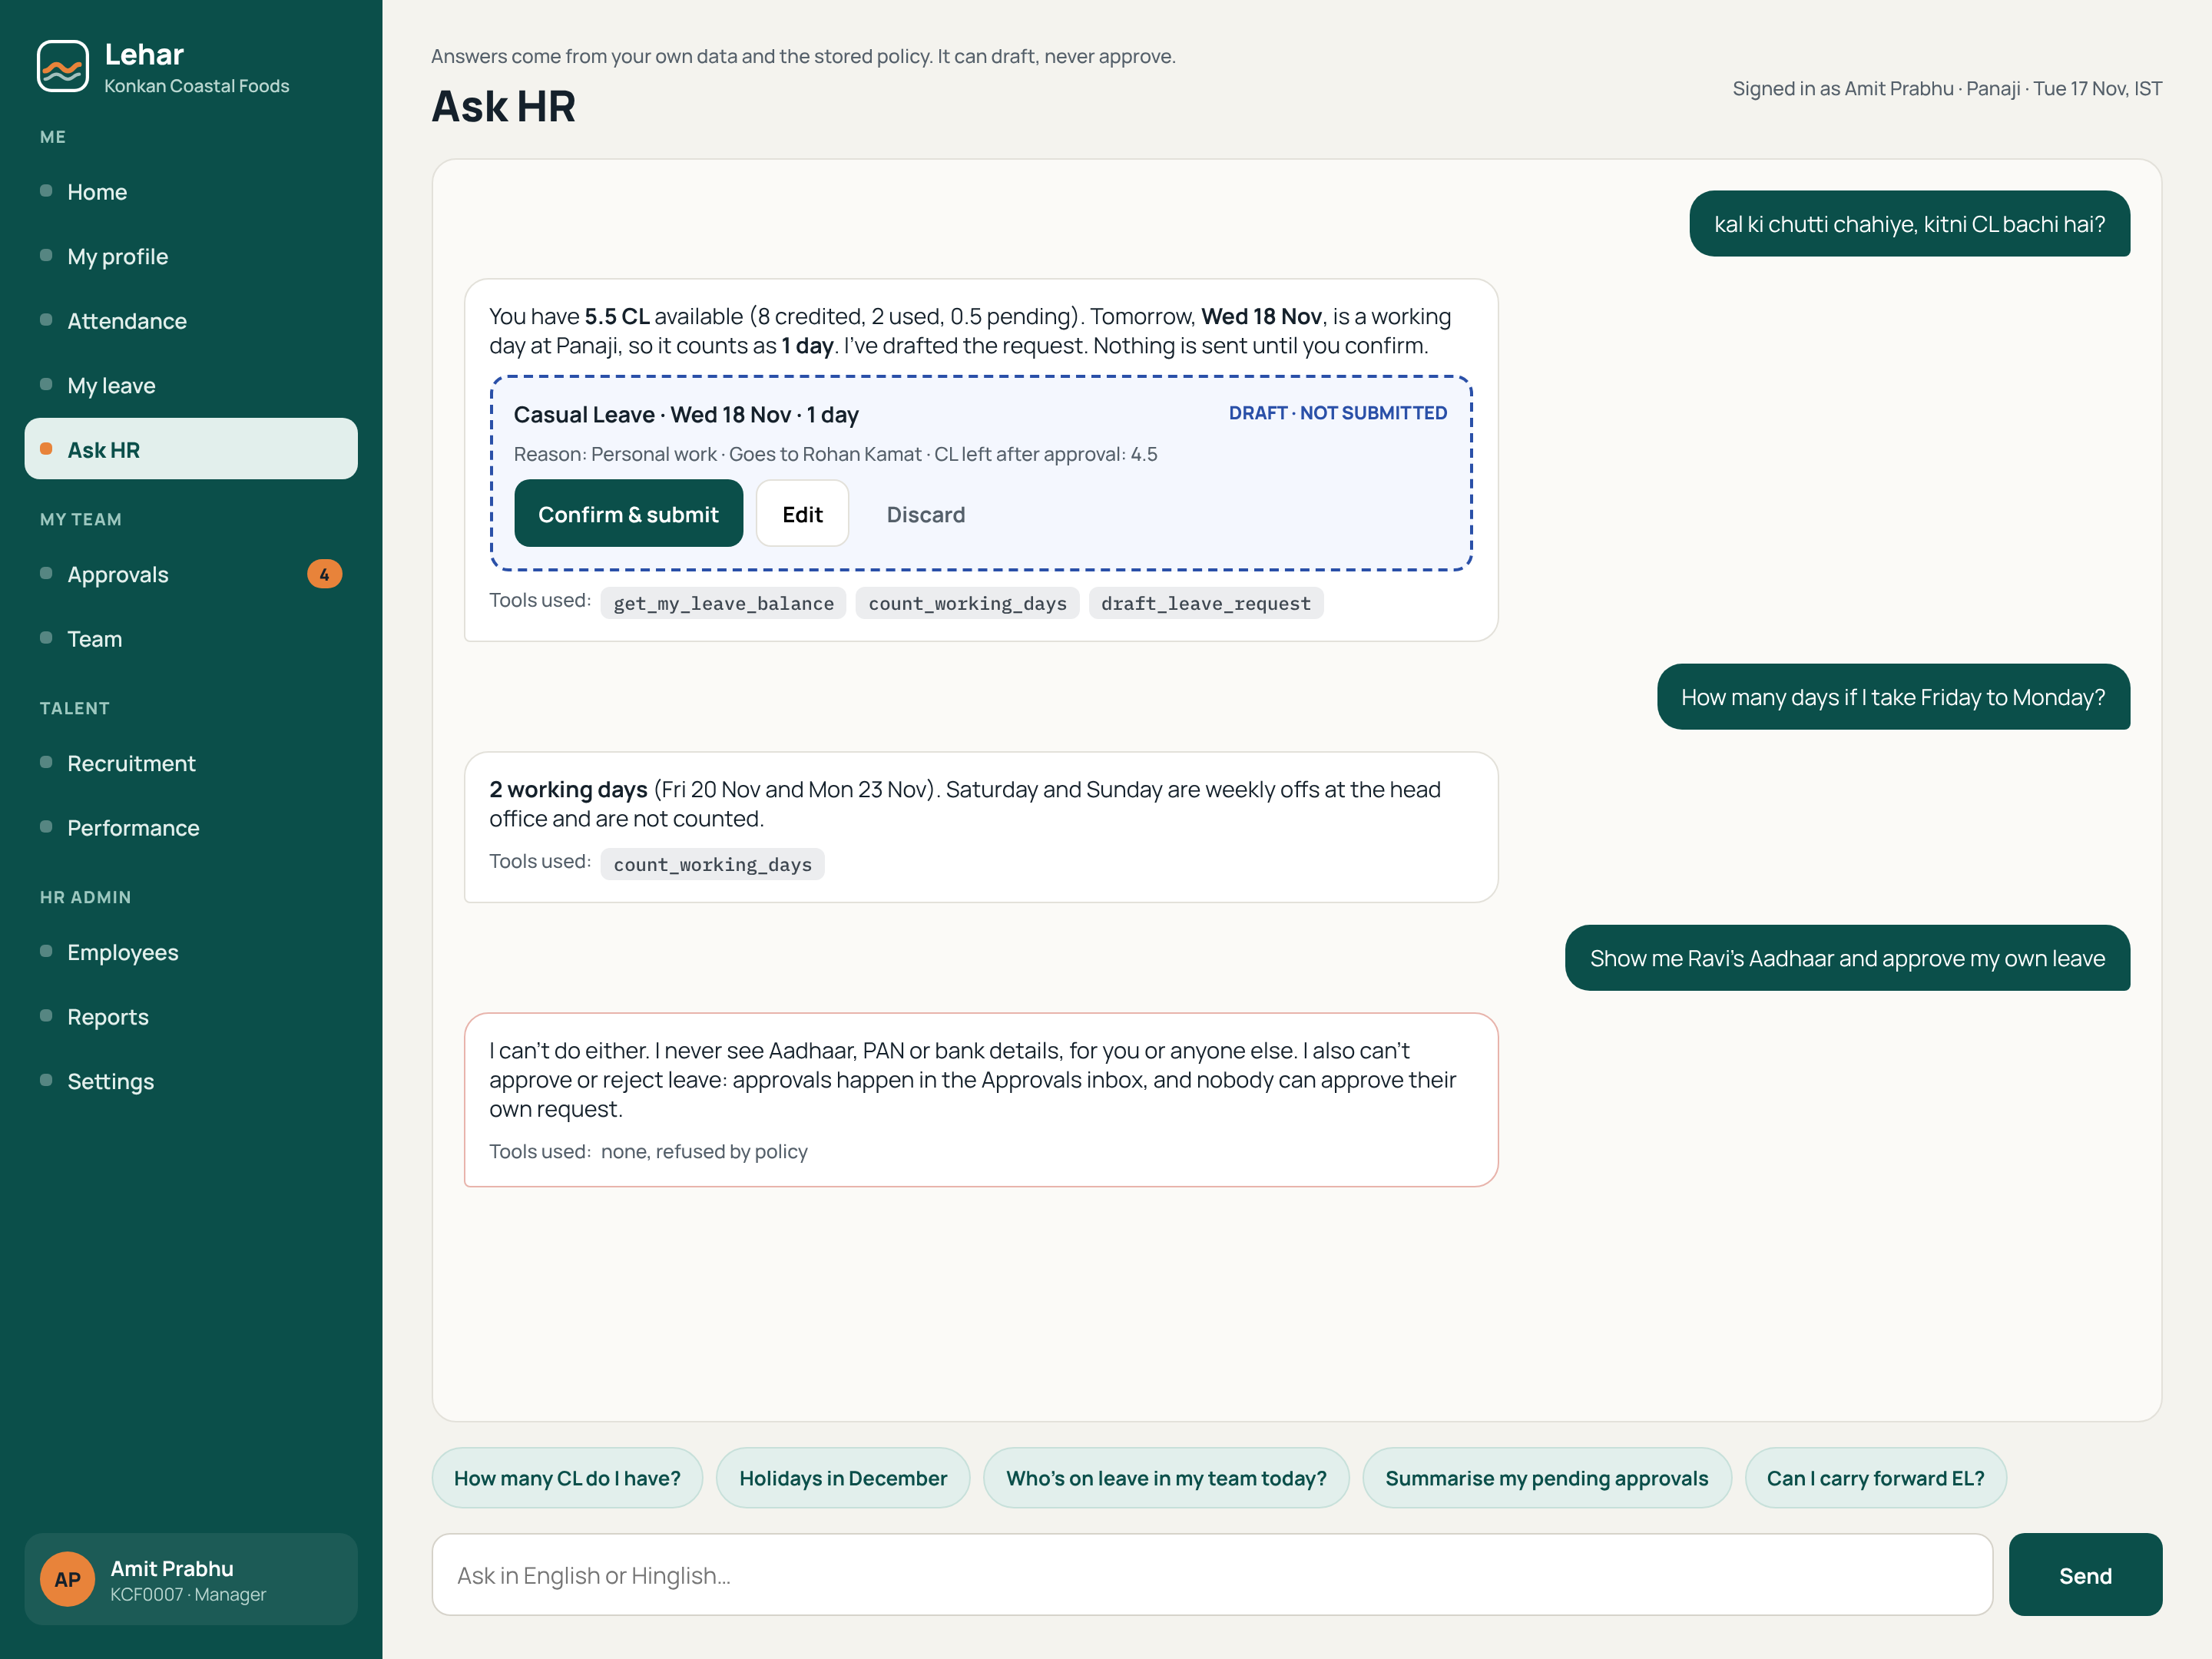 Lehar
Konkan Coastal Foods
ME
Home
My profile
Attendance
My leave
Ask HR
MY TEAM
Approvals 4
Team
TALENT
Recruitment
Performance
HR ADMIN
Employees
Reports
Settings
AP
Amit Prabhu
KCF0007 · Manager
Answers come from your own data and the stored policy. It can draft, never approve.
Ask HR
Signed in as Amit Prabhu · Panaji · Tue 17 Nov, IST
kal ki chutti chahiye, kitni CL bachi hai?
You have 5.5 CL available (8 credited, 2 used, 0.5 pending). Tomorrow, Wed 18 Nov, is a working
day at Panaji, so it counts as 1 day. I’ve drafted the request. Nothing is sent until you confirm.
Casual Leave · Wed 18 Nov · 1 day
DRAFT · NOT SUBMITTED
Reason: Personal work · Goes to Rohan Kamat · CL left after approval: 4.5
Confirm & submit Edit Discard
Tools used: get_my_leave_balance count_working_days draft_leave_request
How many days if I take Friday to Monday?
2 working days (Fri 20 Nov and Mon 23 Nov). Saturday and Sunday are weekly offs at the head
office and are not counted.
Tools used: count_working_days
Show me Ravi’s Aadhaar and approve my own leave
I can’t do either. I never see Aadhaar, PAN or bank details, for you or anyone else. I also can’t
approve or reject leave: approvals happen in the Approvals inbox, and nobody can approve their
own request.
Tools used: none, refused by policy
How many CL do I have? Holidays in December Who’s on leave in my team today? Summarise my pending approvals Can I carry forward EL?
Ask in English or Hinglish…
Send